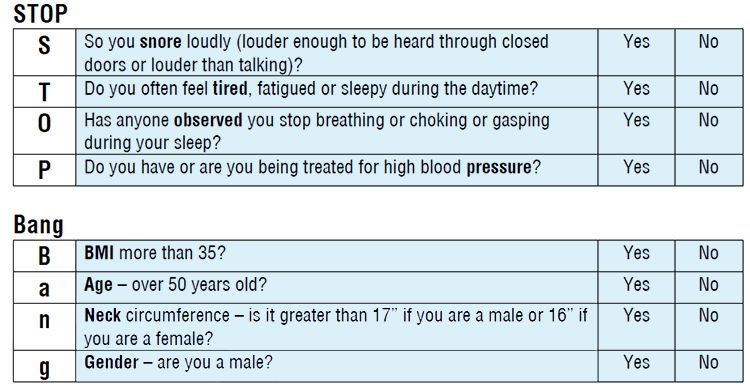 STOP
S So you snore loudly (louder enough to be heard through closed Yes No
doors or louder than talking)?
T Do you often feel tired, fatigued or sleepy during the daytime? Yes No
O Has anyone observed you stop breathing or choking or gasping Yes No
during your sleep?
P Do you have or are you being treated for high blood pressure? Yes No
Bang
B BMI more than 35? Yes No
a Age – over 50 years old? Yes No
n Neck circumference – is it greater than 17” if you are a male or 16” if Yes No
you are a female?
g Gender – are you a male? Yes No